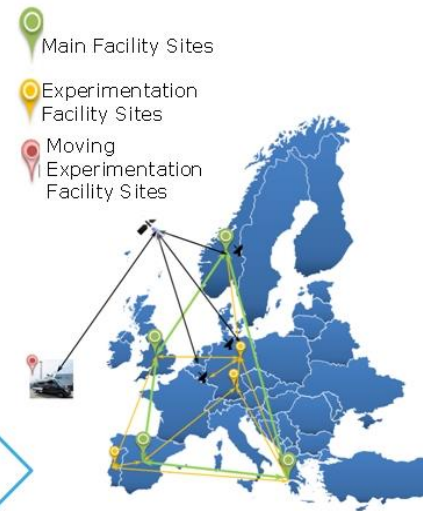 Main Facility Sites
Experimentation
Facility Sites
Moving
Experimentation
Facility Sites